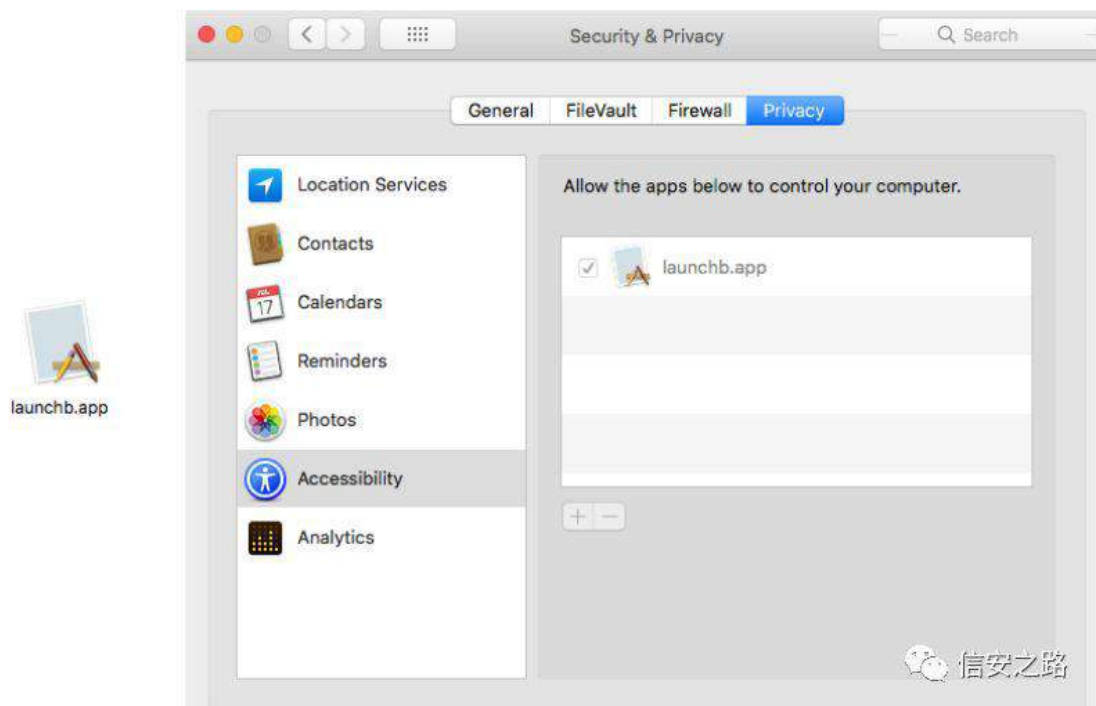 Security & Privacy
Search
General FileVault Firewall Privacy
Location Services
Contacts
JUL
17
Calendars
Reminders
Photos
Accessibility
Analytics
Allow the apps below to control your computer.
launchb.app
launchb.app
信安之路